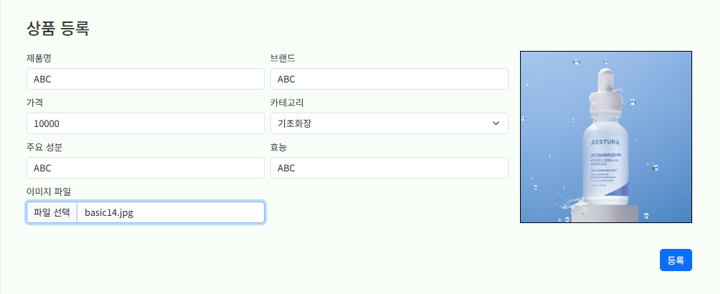 상품 등록
제품명
브랜드
ABC
ABC
가격
카테고리
10000
기초화장
주요 성분
효능
ABC
ABC
이미지 파일
파일 선택 basic14.jpg
AESTURA
등록